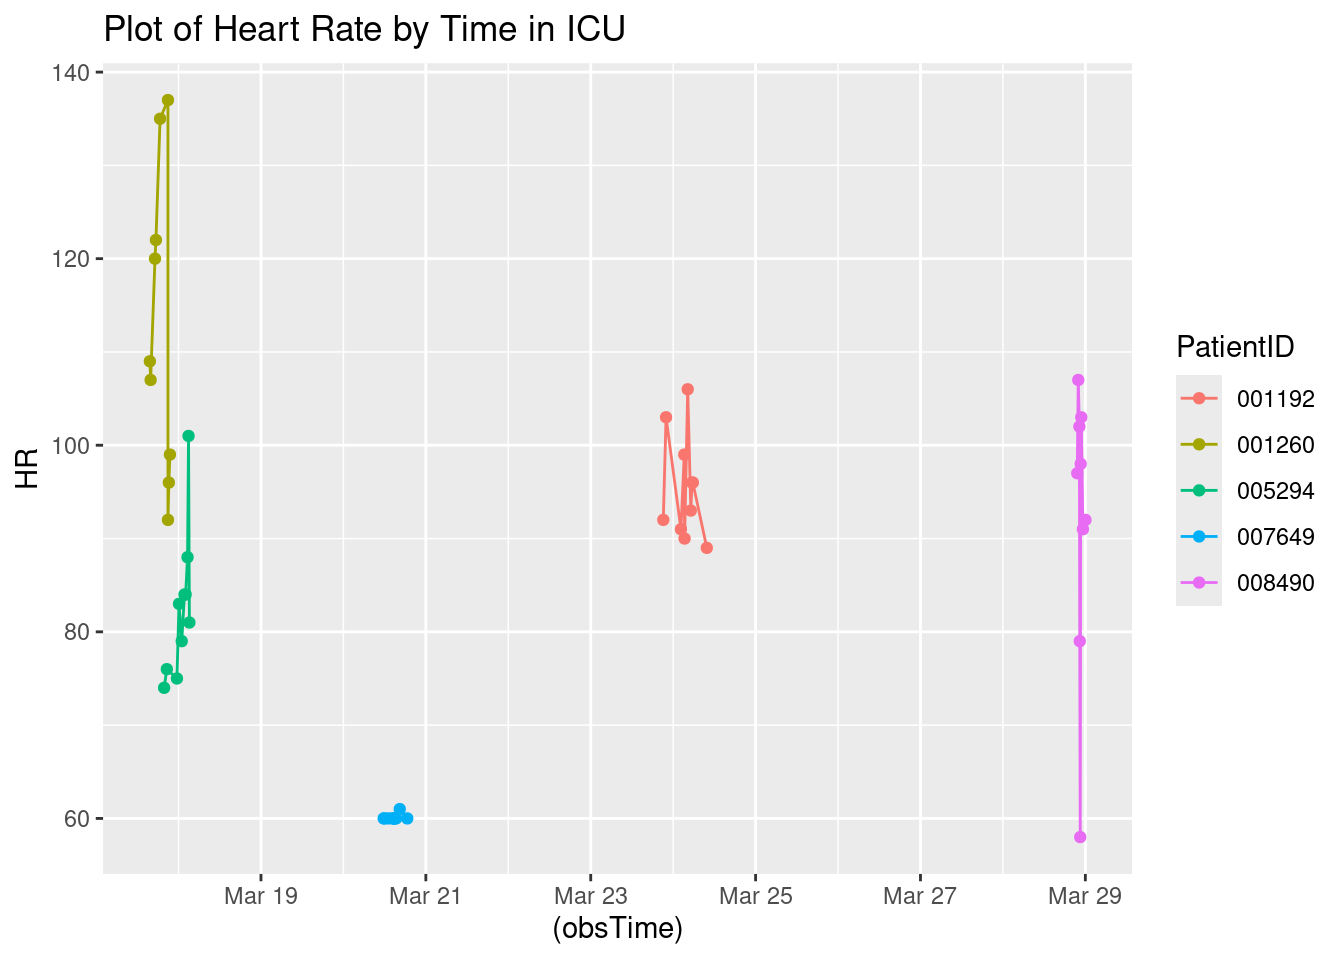 Plot of Heart Rate by Time in ICU
140
120
100
80
60
HR
Mar 19
Mar 21
Mar 23
Mar 25
Mar 27
Mar 29
(obsTime)
PatientID
001192
001260
005294
007649
008490